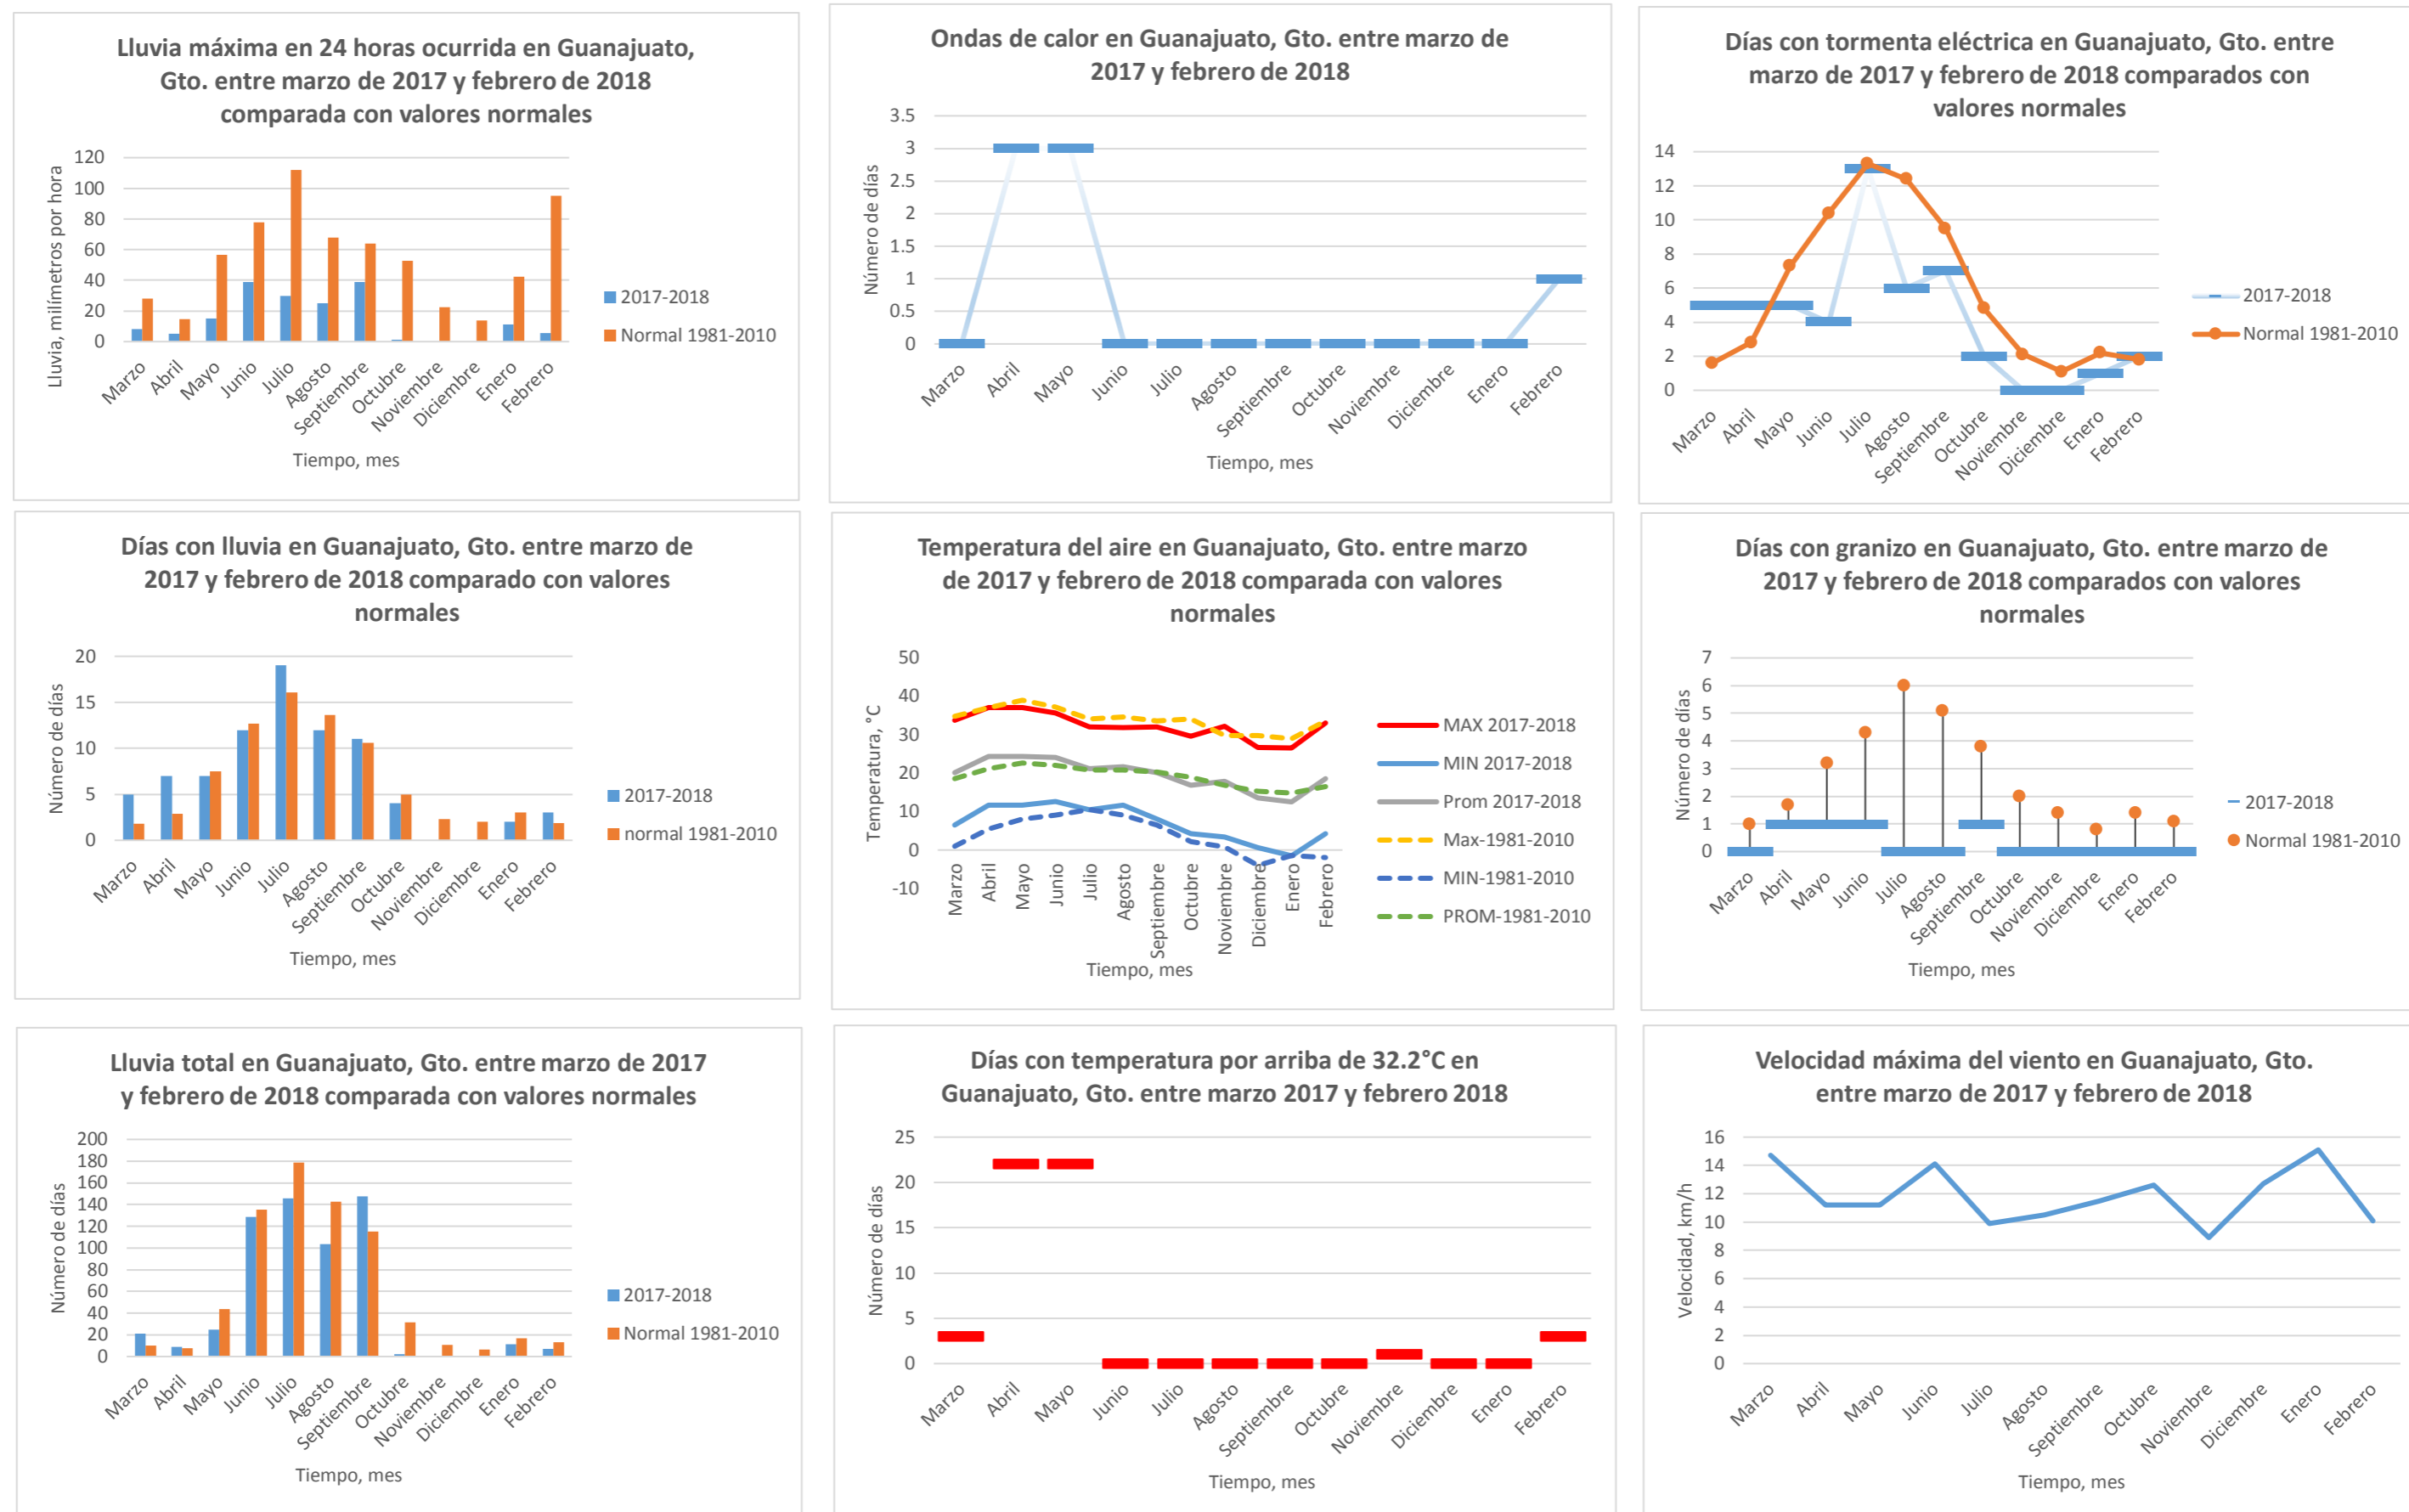 Lluvia máxima en 24 horas ocurrida en Guanajuato,
Gto. entre marzo de 2017 y febrero de 2018
comparada con valores normales
Lluvia, milímetros por hora
120
100
80
60
40
20
0
Marzo
Abril
Mayo
Junio
Julio
Agosto
Septiembre
Octubre
Noviembre
Diciembre
Enero
Febrero
Tiempo, mes
2017-2018
Normal 1981-2010
Ondas de calor en Guanajuato, Gto. entre marzo de
2017 y febrero de 2018
Número de días
3.5
3
2.5
2
1.5
1
0.5
0
Marzo
Abril
Mayo
Junio
Julio
Agosto
Septiembre
Octubre
Noviembre
Diciembre
Enero
Febrero
Tiempo, mes
Días con tormenta eléctrica en Guanajuato, Gto. entre
marzo de 2017 y febrero de 2018 comparados con
valores normales
14
12
10
8
6
4
2
0
Marzo
Abril
Mayo
Junio
Julio
Agosto
Septiembre
Octubre
Noviembre
Diciembre
Enero
Febrero
2017-2018
Normal 1981-2010
Días con lluvia en Guanajuato, Gto. entre marzo de
2017 y febrero de 2018 comparado con valores
normales
Número de días
20
15
10
5
0
Marzo
Abril
Mayo
Junio
Julio
Agosto
Septiembre
Octubre
Noviembre
Diciembre
Enero
Febrero
Tiempo, mes
2017-2018
normal 1981-2010
Temperatura del aire en Guanajuato, Gto. entre marzo
de 2017 y febrero de 2018 comparada con valores
normales
Temperatura, °C
50
40
30
20
10
0
-10
Marzo
Abril
Mayo
Junio
Julio
Agosto
Septiembre
Octubre
Noviembre
Diciembre
Enero
Febrero
Tiempo, mes
MAX 2017-2018
MIN 2017-2018
Prom 2017-2018
Max-1981-2010
MIN-1981-2010
PROM-1981-2010
Días con granizo en Guanajuato, Gto. entre marzo de
2017 y febrero de 2018 comparados con valores
normales
Número de días
7
6
5
4
3
2
1
0
Marzo
Abril
Mayo
Junio
Julio
Agosto
Septiembre
Octubre
Noviembre
Diciembre
Enero
Febrero
Tiempo, mes
2017-2018
Normal 1981-2010
Lluvia total en Guanajuato, Gto. entre marzo de 2017
y febrero de 2018 comparada con valores normales
Número de días
200
180
160
140
120
100
80
60
40
20
0
Marzo
Abril
Mayo
Junio
Julio
Agosto
Septiembre
Octubre
Noviembre
Diciembre
Enero
Febrero
Tiempo, mes
2017-2018
Normal 1981-2010
Días con temperatura por arriba de 32.2°C en
Guanajuato, Gto. entre marzo 2017 y febrero 2018
Número de días
25
20
15
10
5
0
Marzo
Abril
Mayo
Junio
Julio
Agosto
Septiembre
Octubre
Noviembre
Diciembre
Enero
Febrero
Tiempo, mes
Velocidad máxima del viento en Guanajuato, Gto.
entre marzo de 2017 y febrero de 2018
Velocidad, km/h
16
14
12
10
8
6
4
2
0
Marzo
Abril
Mayo
Junio
Julio
Agosto
Septiembre
Octubre
Noviembre
Diciembre
Enero
Febrero
Tiempo, mes